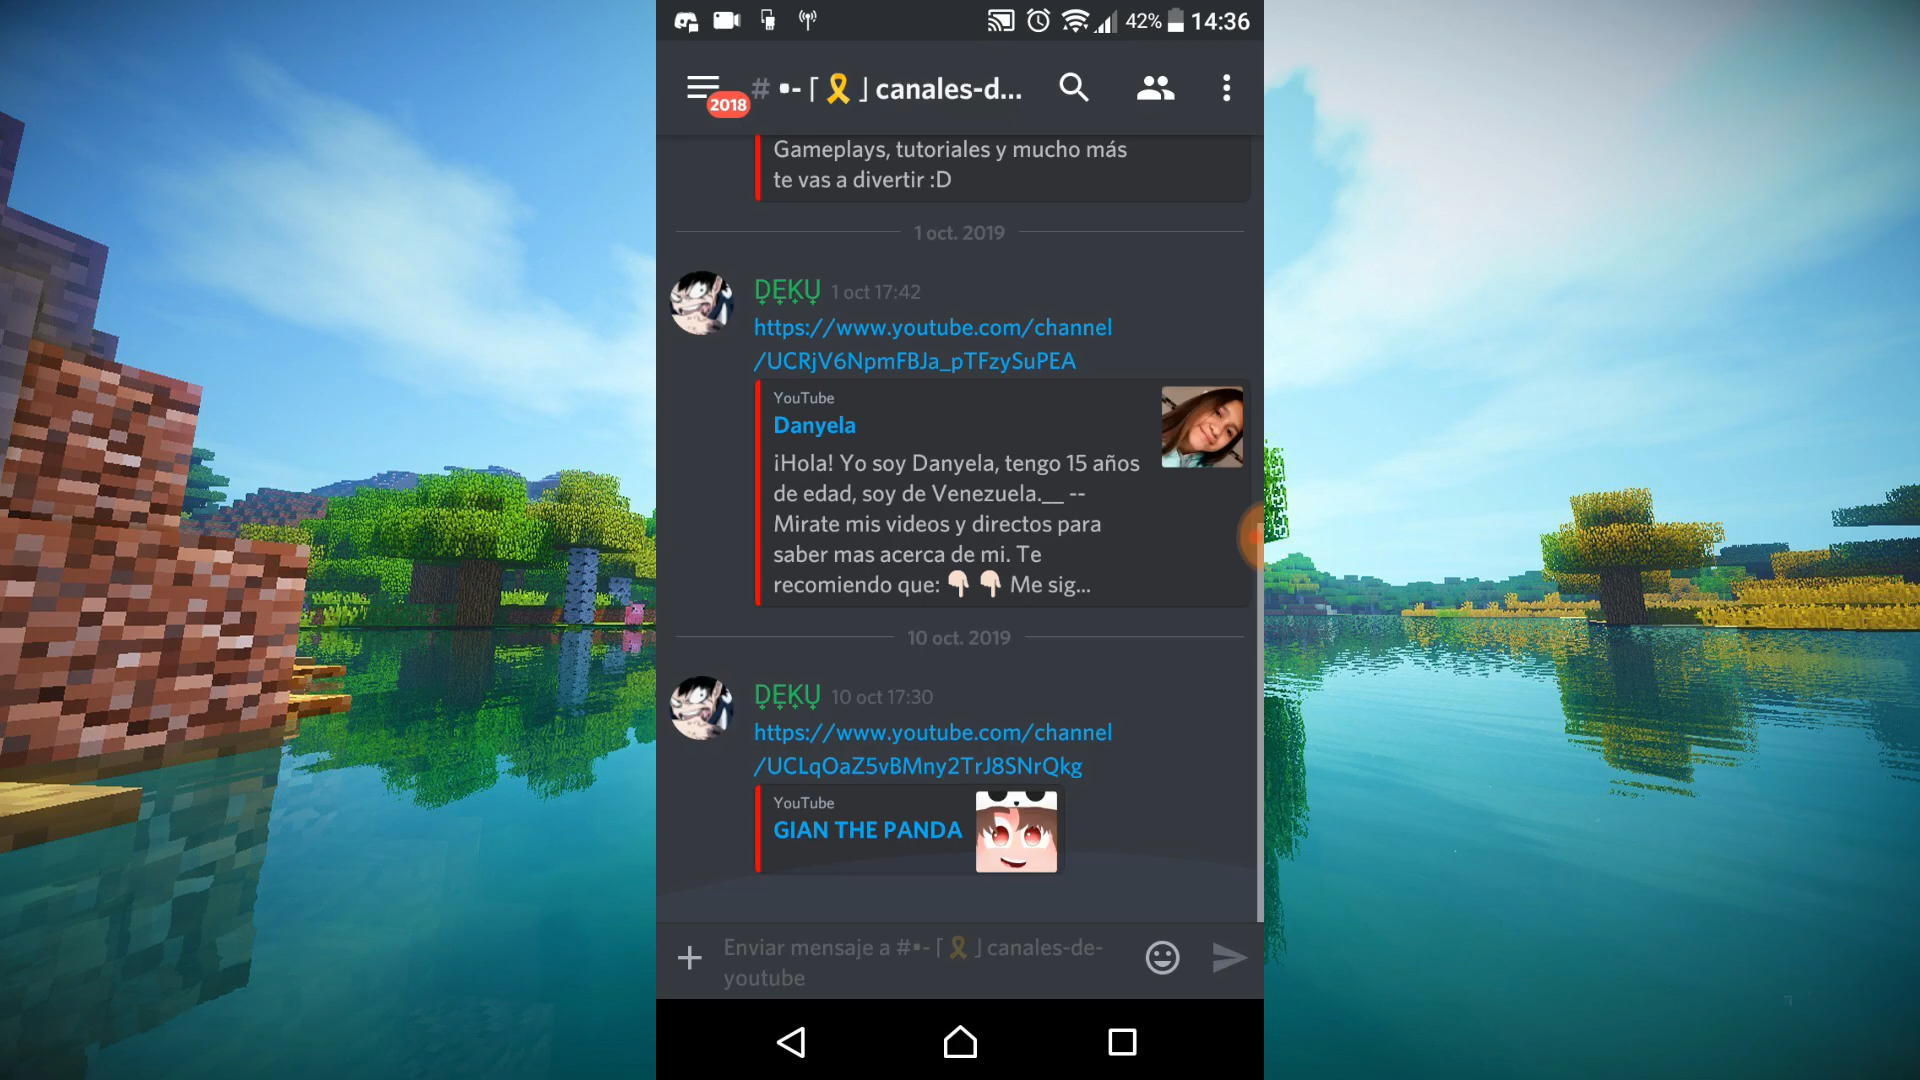 42% 14:36
2018
# ▪-「🎗」canales-d...
Gameplays, tutoriales y mucho más
te vas a divertir :D
1 oct. 2019
ḌẸḲỤ 1 oct 17:42
https://www.youtube.com/channel
/UCRjV6NpmFBJa_pTFzySuPEA
YouTube
Danyela
¡Hola! Yo soy Danyela, tengo 15 años
de edad, soy de Venezuela.__ --
Mirate mis videos y directos para
saber mas acerca de mi. Te
recomiendo que: 👇🏻 👇🏻 Me sig...
10 oct. 2019
ḌẸḲỤ 10 oct 17:30
https://www.youtube.com/channel
/UCLqOaZ5vBMny2TrJ8SNrQkg
YouTube
GIAN THE PANDA
Enviar mensaje a #▪-「🎗」canales-de-
youtube